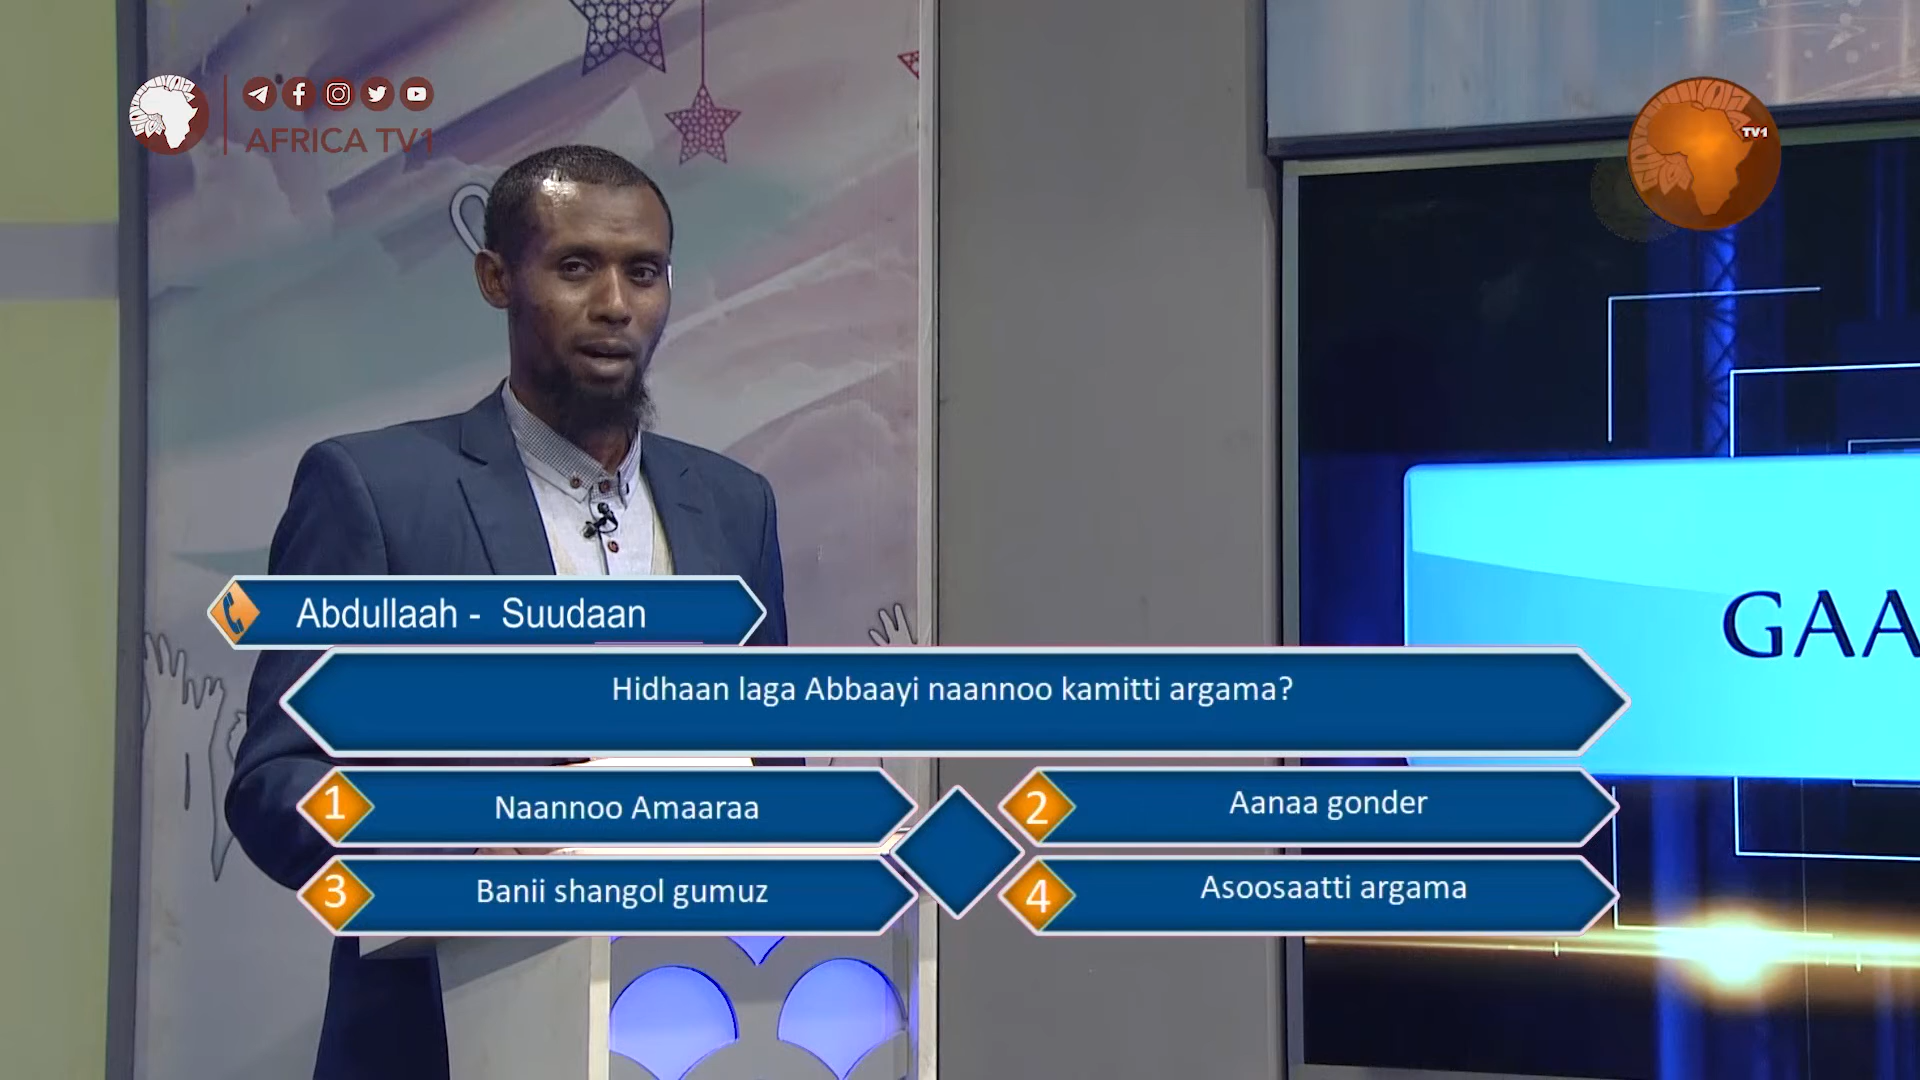 AFRICA TV1
TV1
Abdullaah - Suudaan
GAA
Hidhaan laga Abbaayi naannoo kamitti argama?
1 Naannoo Amaaraa
2 Aanaa gonder
3 Banii shangol gumuz
4 Asoosaatti argama